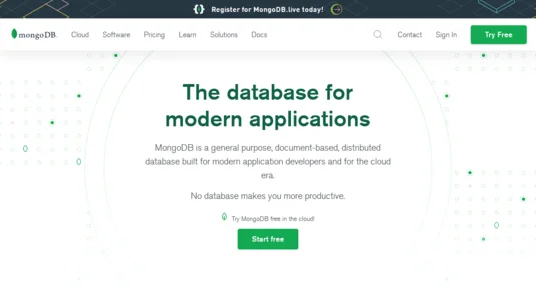 Register for MongoDB.live today!
mongoDB.
Cloud Software Pricing Learn Solutions Docs Contact Sign In Try Free
The database for
modern applications
MongoDB is a general purpose, document-based, distributed
database built for modern application developers and for the cloud
era.
No database makes you more productive.
Try MongoDB free in the cloud!
Start free